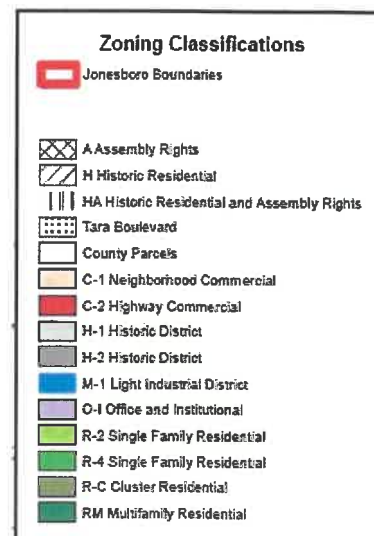 Zoning Classifications
Jonesboro Boundaries
A Assembly Rights
H Historic Residential
HA Historic Residential and Assembly Rights
Tara Boulevard
County Parcels
C-1 Neighborhood Commercial
C-2 Highway Commercial
H-1 Historic District
H-2 Historic District
M-1 Light Industrial District
O-I Office and Institutional
R-2 Single Family Residential
R-4 Single Family Residential
R-C Cluster Residential
RM Multifamily Residential